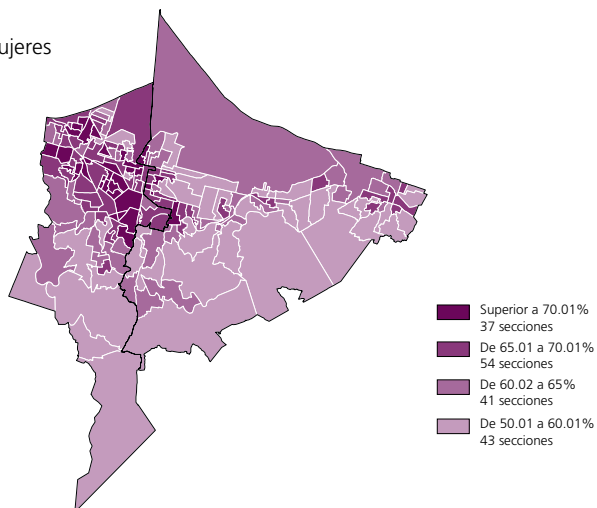 ujeres
Superior a 70.01%
37 secciones
De 65.01 a 70.01%
54 secciones
De 60.02 a 65%
41 secciones
De 50.01 a 60.01%
43 secciones